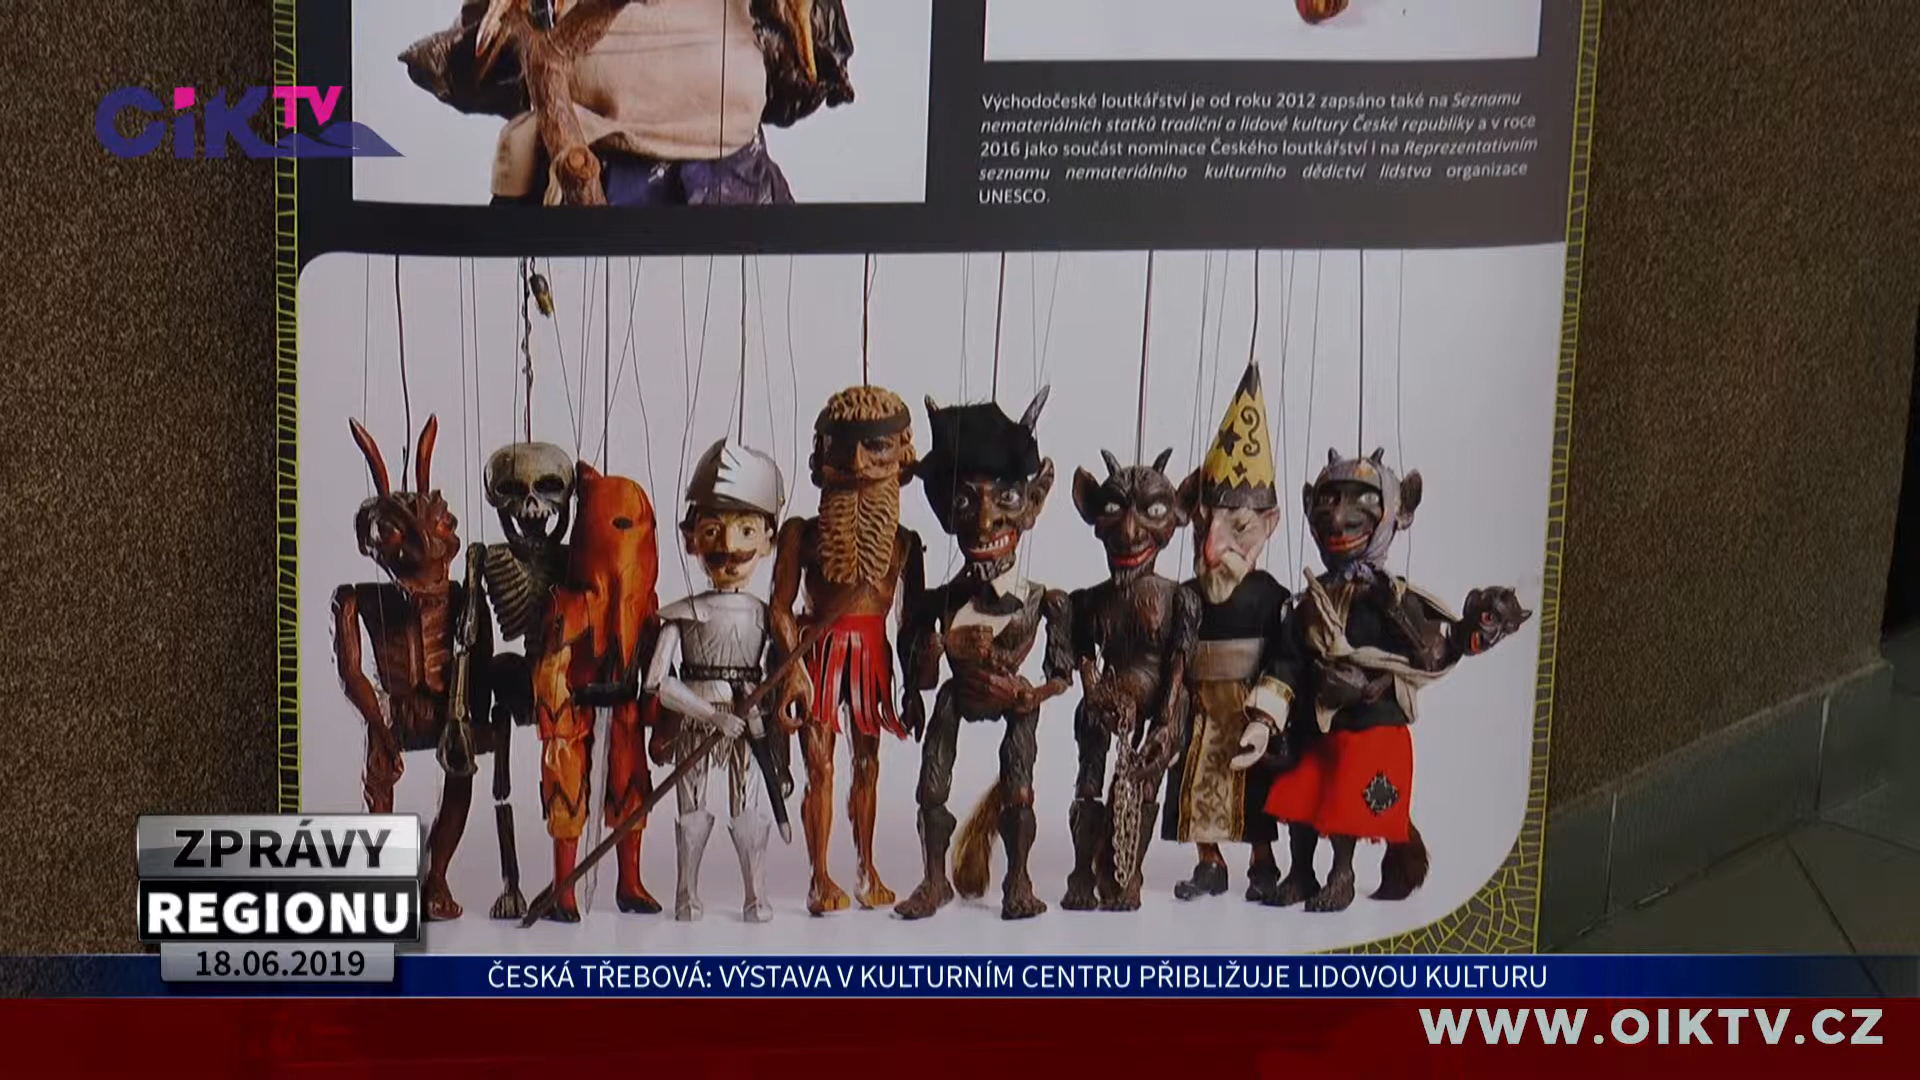 OIK TV
Východočeské loutkářství je od roku 2012 zapsáno také na Seznamu
nemateriálních statků tradiční a lidové kultury České republiky a v roce
2016 jako součást nominace Českého loutkářství i na Reprezentativním
seznamu nemateriálního kulturního dědictví lidstva organizace
UNESCO.
ZPRÁVY
REGIONU
18.06.2019
ČESKÁ TŘEBOVÁ: VÝSTAVA V KULTURNÍM CENTRU PŘIBLIŽUJE LIDOVOU KULTURU
WWW.OIKTV.CZ